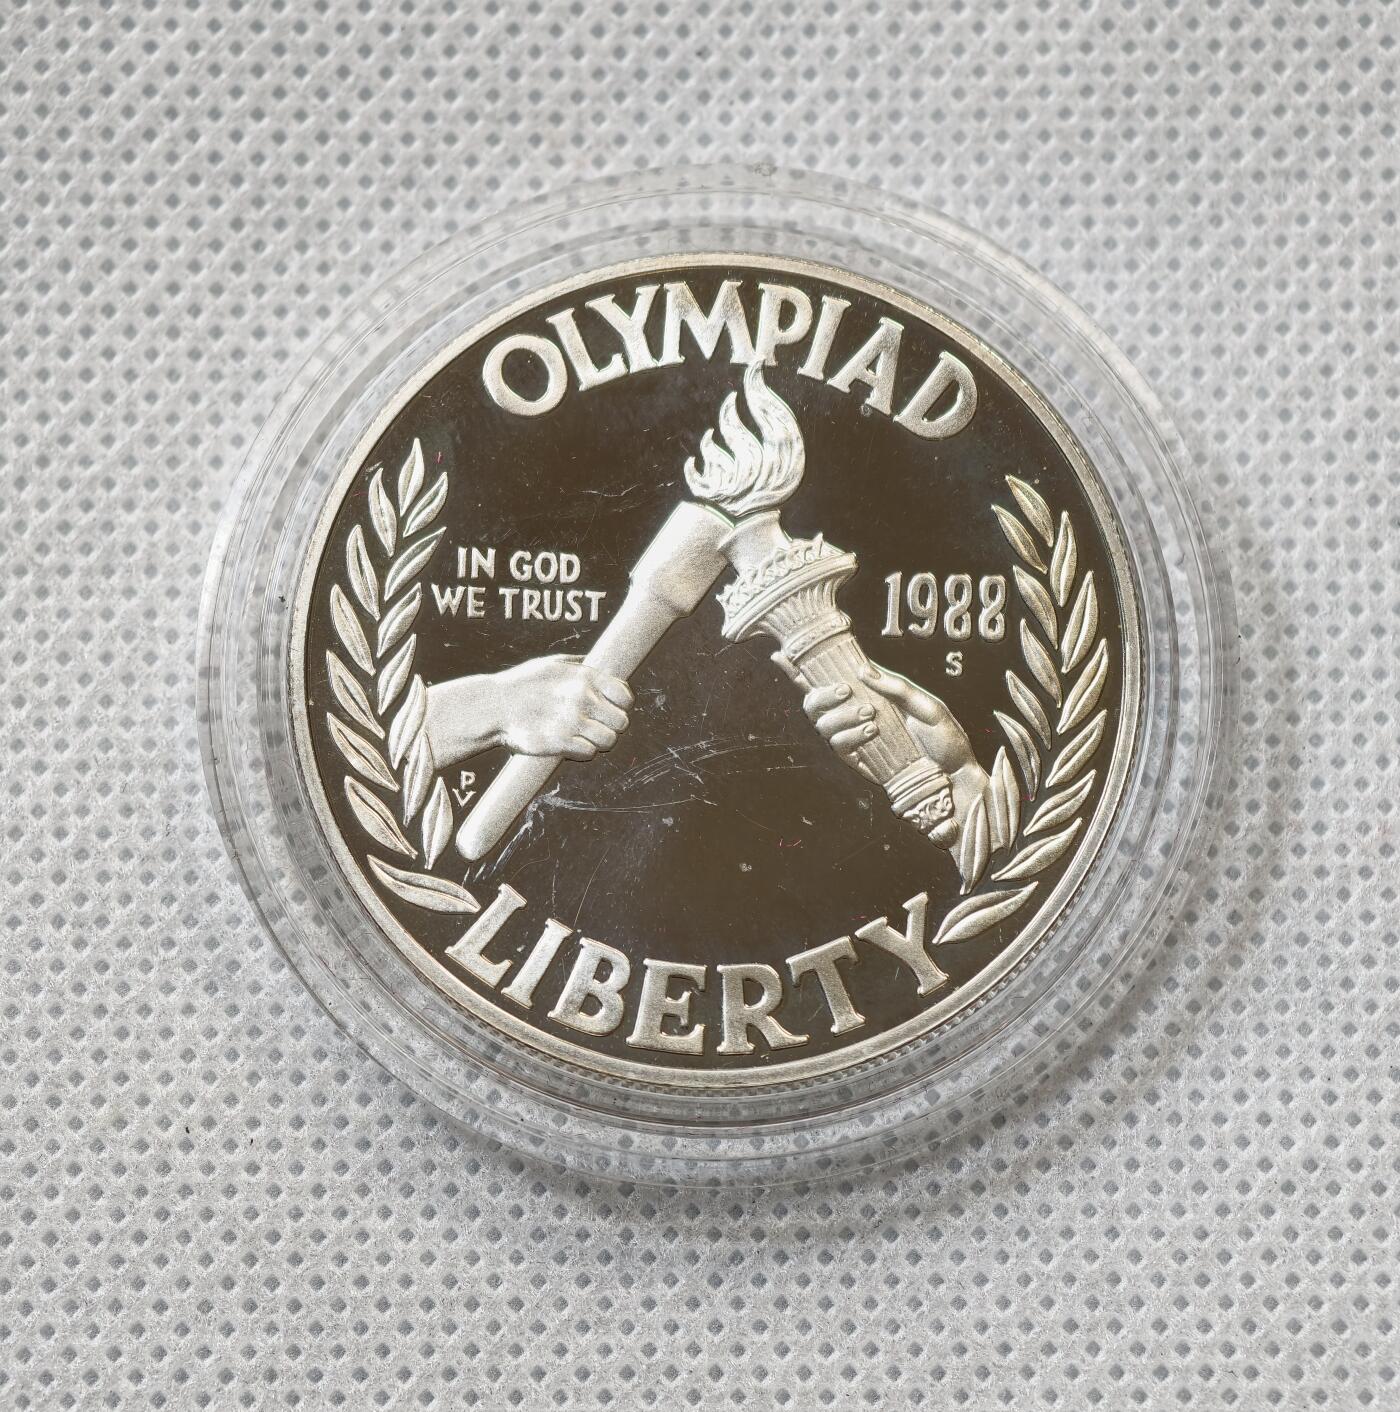 OLYMPIAD
IN GOD
WE TRUST
1988
S
PV
LIBERTY